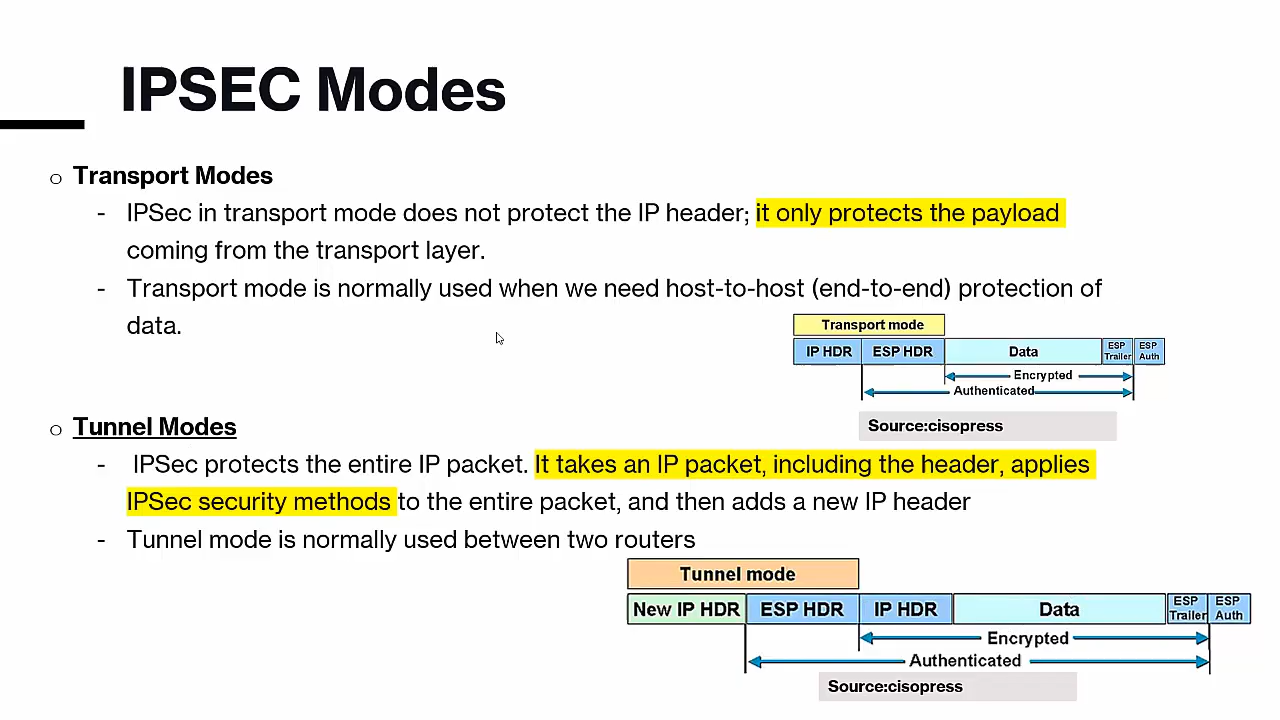 IPSEC Modes
o Transport Modes
- IPSec in transport mode does not protect the IP header; it only protects the payload
coming from the transport layer.
- Transport mode is normally used when we need host-to-host (end-to-end) protection of
data.
Transport mode
IP HDR ESP HDR Data ESP Trailer ESP Auth
Encrypted
Authenticated
Source:cisopress
o Tunnel Modes
- IPSec protects the entire IP packet. It takes an IP packet, including the header, applies
IPSec security methods to the entire packet, and then adds a new IP header
- Tunnel mode is normally used between two routers
Tunnel mode
New IP HDR ESP HDR IP HDR Data ESP Trailer ESP Auth
Encrypted
Authenticated
Source:cisopress